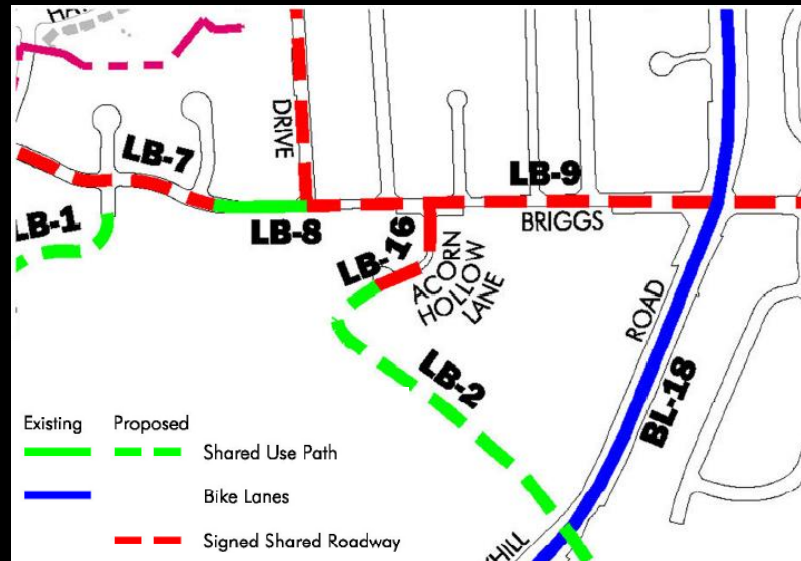 DRIVE
LB-7
LB-9
LB-1
LB-8
BRIGGS
LB-16
ACORN
HOLLOW
LANE
ROAD
LB-2
BL-18
Existing Proposed
Shared Use Path
Bike Lanes
Signed Shared Roadway